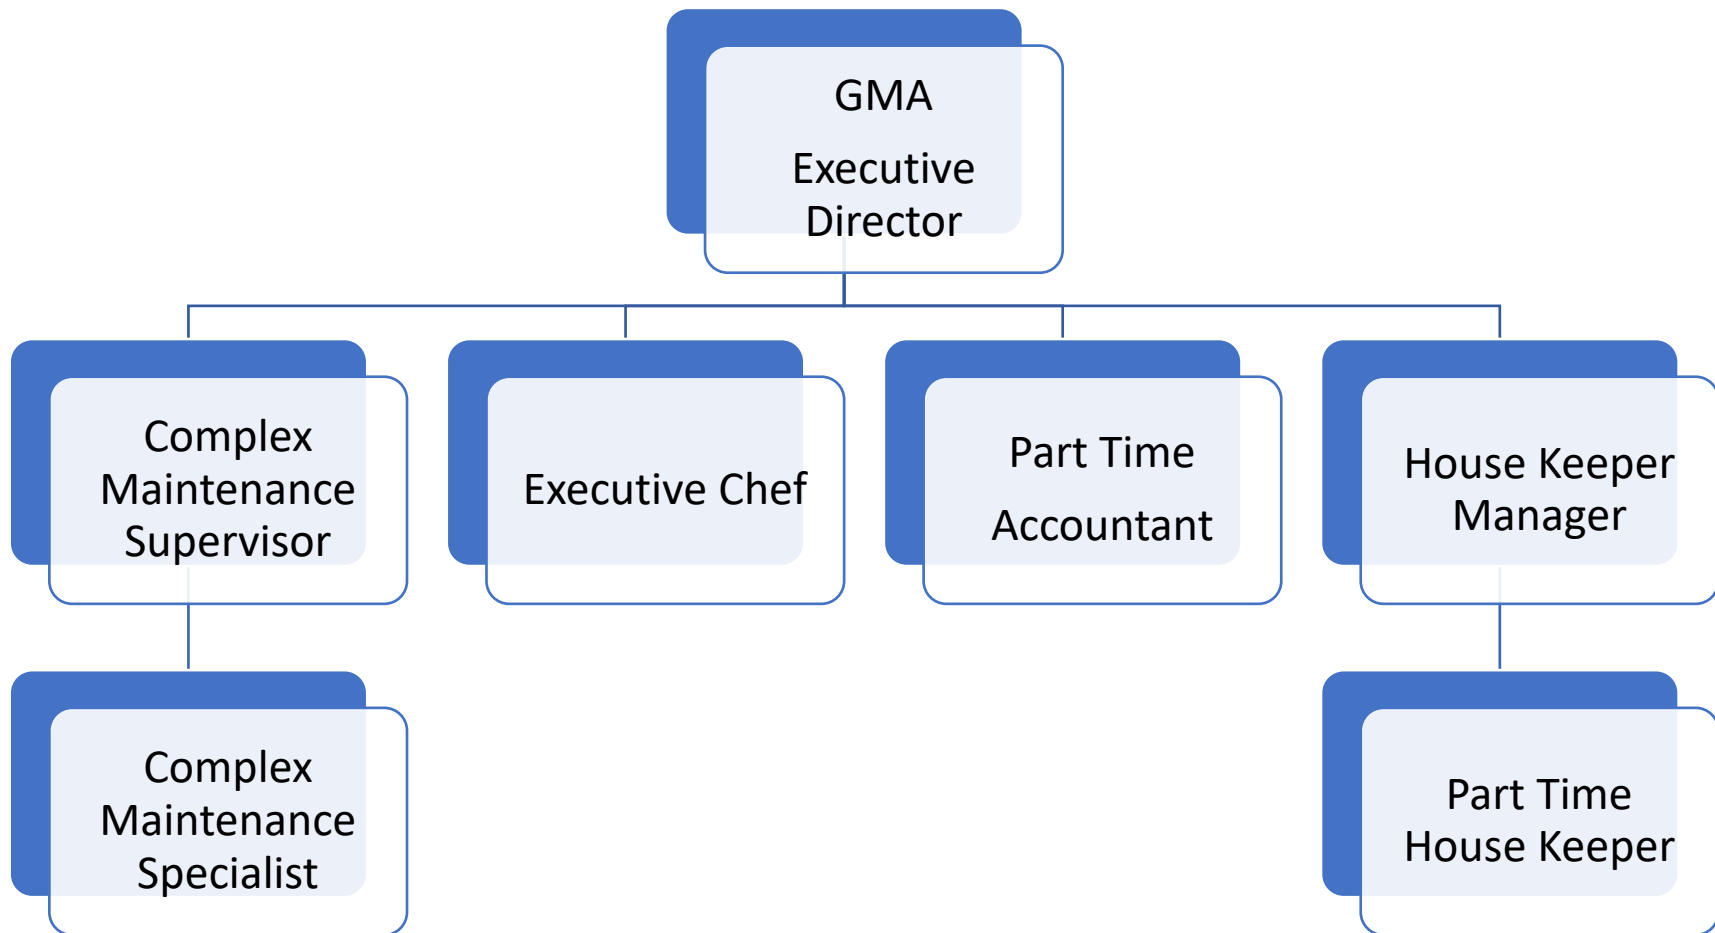 GMA
Executive
Director
Complex
Maintenance
Supervisor
Executive Chef
Part Time
Accountant
House Keeper
Manager
Complex
Maintenance
Specialist
Part Time
House Keeper